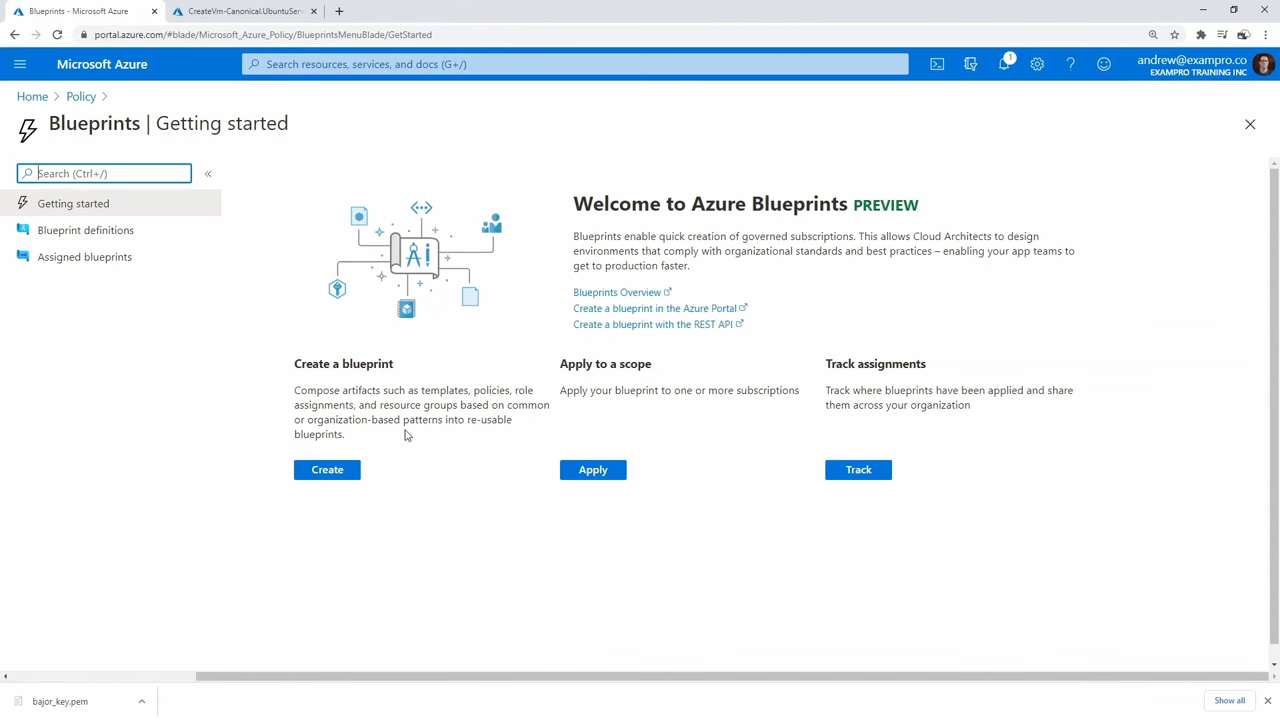 Blueprints - Microsoft Azure
CreateVm-Canonical.UbuntuServ
portal.azure.com/#blade/Microsoft_Azure_Policy/BlueprintsMenuBlade/GetStarted
Microsoft Azure
Search resources, services, and docs (G+/)
1
andrew@exampro.co
EXAMPRO TRAINING INC
Home > Policy >
Blueprints | Getting started
Search (Ctrl+/)
«
Getting started
Blueprint definitions
Assigned blueprints
Welcome to Azure Blueprints PREVIEW
Blueprints enable quick creation of governed subscriptions. This allows Cloud Architects to design
environments that comply with organizational standards and best practices – enabling your app teams to
get to production faster.
Blueprints Overview
Create a blueprint in the Azure Portal
Create a blueprint with the REST API
Create a blueprint
Compose artifacts such as templates, policies, role
assignments, and resource groups based on common
or organization-based patterns into re-usable
blueprints.
Create
Apply to a scope
Apply your blueprint to one or more subscriptions
Apply
Track assignments
Track where blueprints have been applied and share
them across your organization
Track
bajor_key.pem
Show all